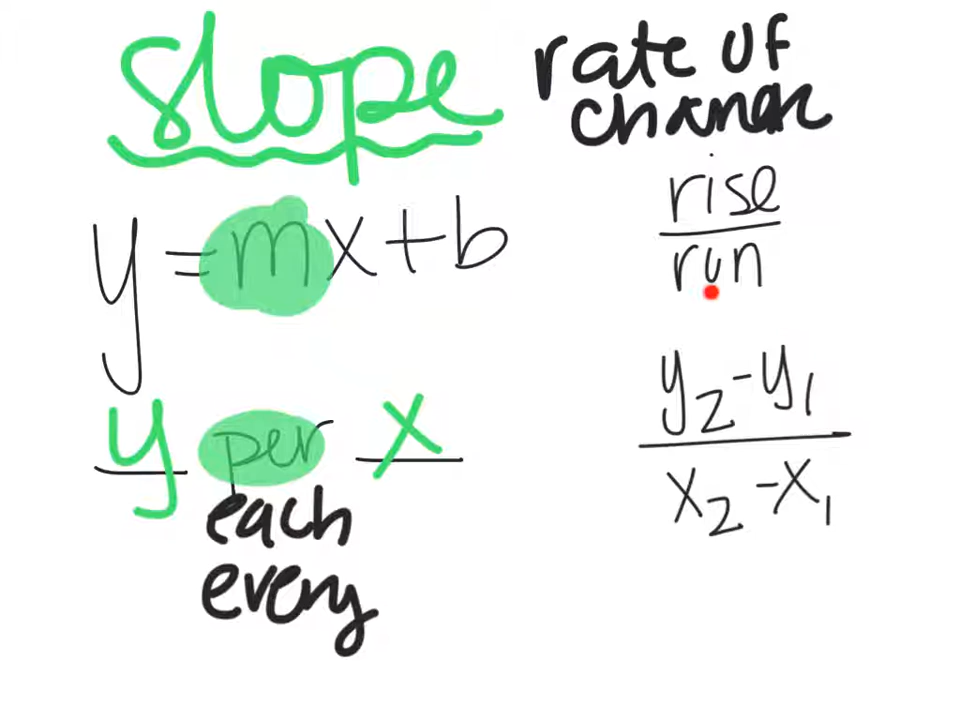 slope
y = mx + b
y per x
each
every
rate of
change
rise
run
y₂ - y₁
x₂ - x₁